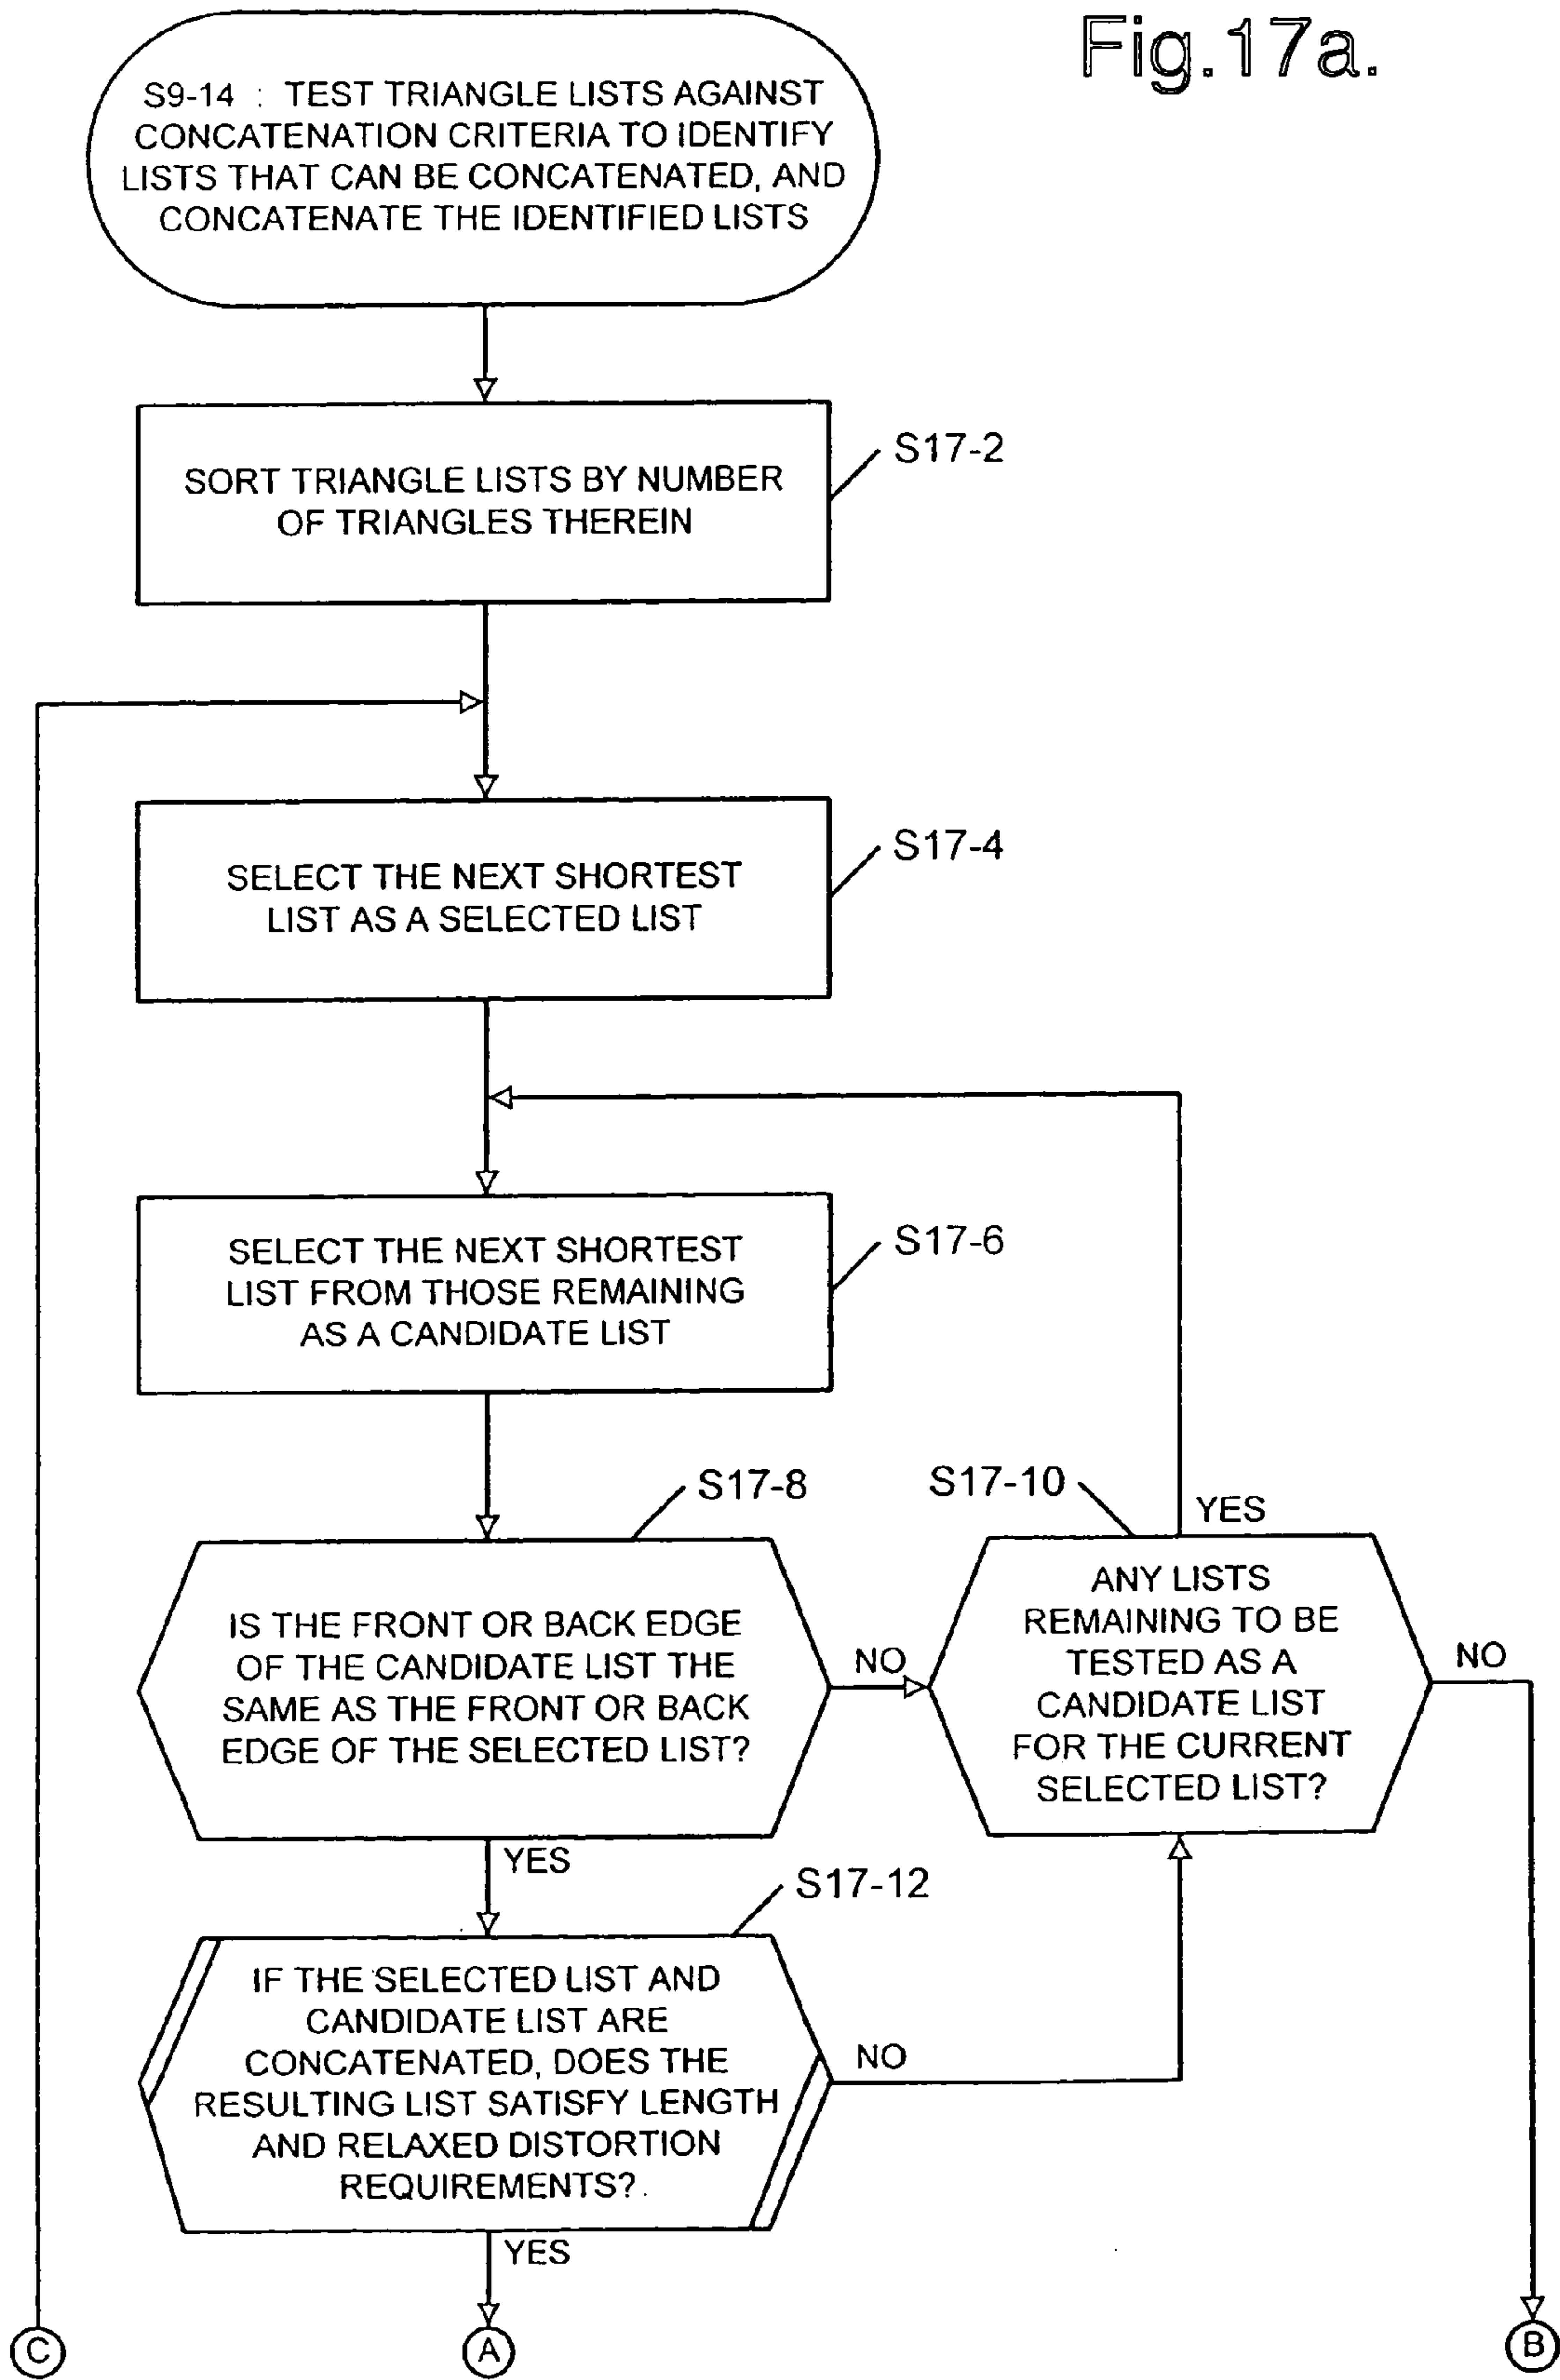 Fig.17a.
S9-14 : TEST TRIANGLE LISTS AGAINST
CONCATENATION CRITERIA TO IDENTIFY
LISTS THAT CAN BE CONCATENATED, AND
CONCATENATE THE IDENTIFIED LISTS
SORT TRIANGLE LISTS BY NUMBER
OF TRIANGLES THEREIN
S17-2
SELECT THE NEXT SHORTEST
LIST AS A SELECTED LIST
S17-4
SELECT THE NEXT SHORTEST
LIST FROM THOSE REMAINING
AS A CANDIDATE LIST
S17-6
S17-8
IS THE FRONT OR BACK EDGE
OF THE CANDIDATE LIST THE
SAME AS THE FRONT OR BACK
EDGE OF THE SELECTED LIST?
NO
YES
S17-10
YES
ANY LISTS
REMAINING TO BE
TESTED AS A
CANDIDATE LIST
FOR THE CURRENT
SELECTED LIST?
NO
S17-12
IF THE SELECTED LIST AND
CANDIDATE LIST ARE
CONCATENATED, DOES THE
RESULTING LIST SATISFY LENGTH
AND RELAXED DISTORTION
REQUIREMENTS?
NO
YES
C
A
B